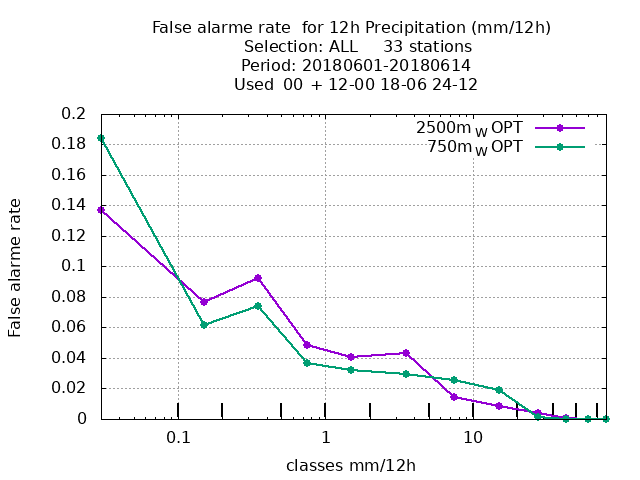 False alarme rate  for 12h Precipitation (mm/12h)
Selection: ALL     33 stations
Period: 20180601-20180614
Used  00  + 12-00 18-06 24-12
2500m W OPT
750m W OPT
0.2
0.18
0.16
0.14
0.12
0.1
0.08
0.06
0.04
0.02
0
False alarme rate
0.1 1 10
classes mm/12h